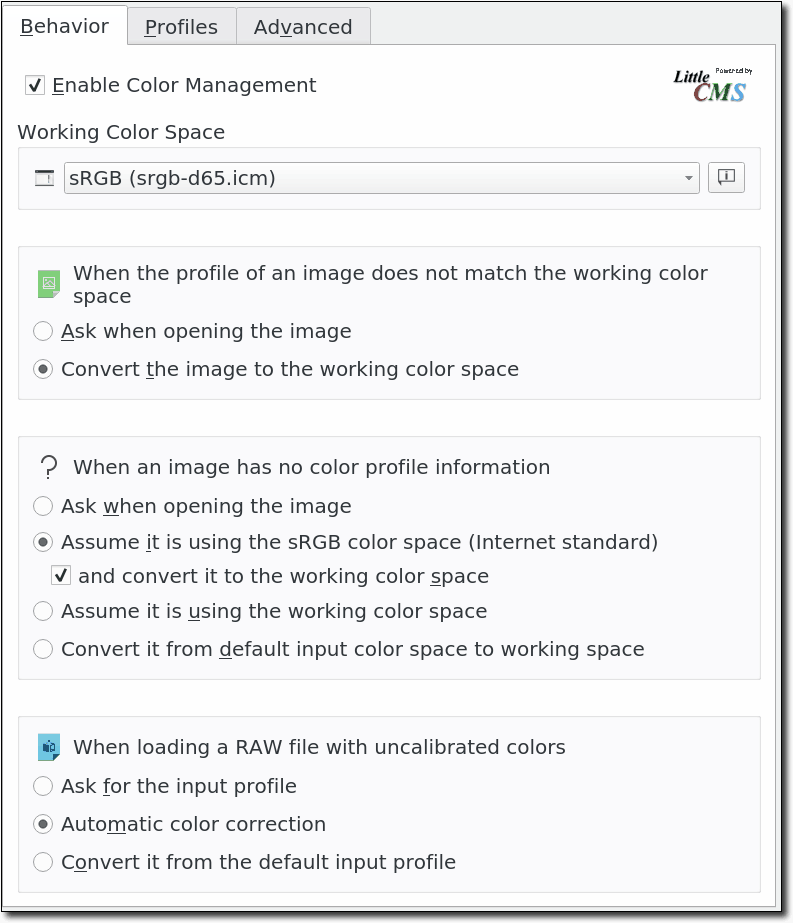 Behavior Profiles Advanced
Enable Color Management
Powered by
Little
CMS
Working Color Space
sRGB (srgb-d65.icm)
When the profile of an image does not match the working color
space
Ask when opening the image
Convert the image to the working color space
When an image has no color profile information
Ask when opening the image
Assume it is using the sRGB color space (Internet standard)
and convert it to the working color space
Assume it is using the working color space
Convert it from default input color space to working space
When loading a RAW file with uncalibrated colors
Ask for the input profile
Automatic color correction
Convert it from the default input profile